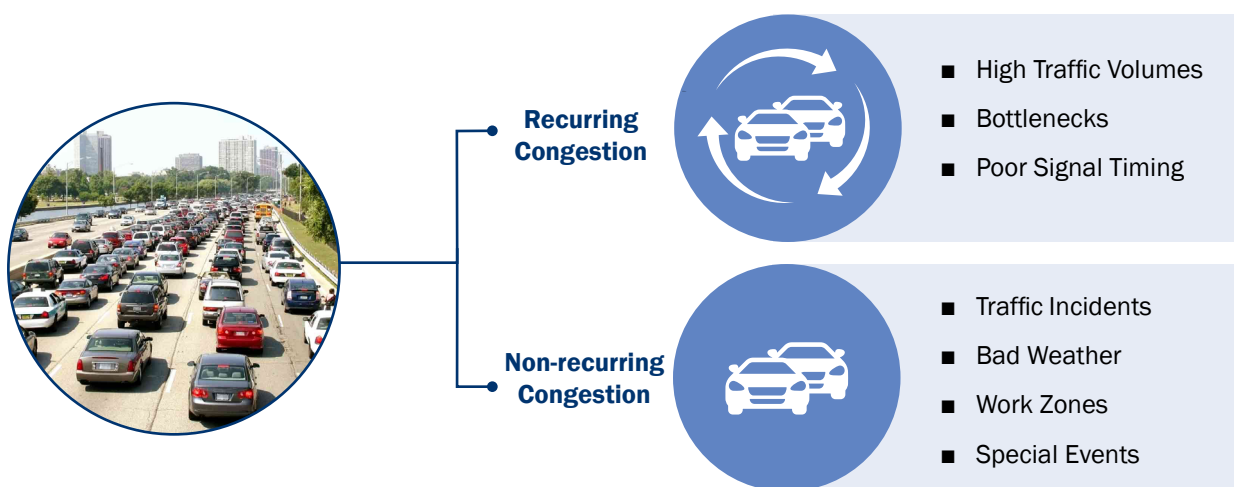 Recurring
Congestion
■ High Traffic Volumes
■ Bottlenecks
■ Poor Signal Timing
Non-recurring
Congestion
■ Traffic Incidents
■ Bad Weather
■ Work Zones
■ Special Events